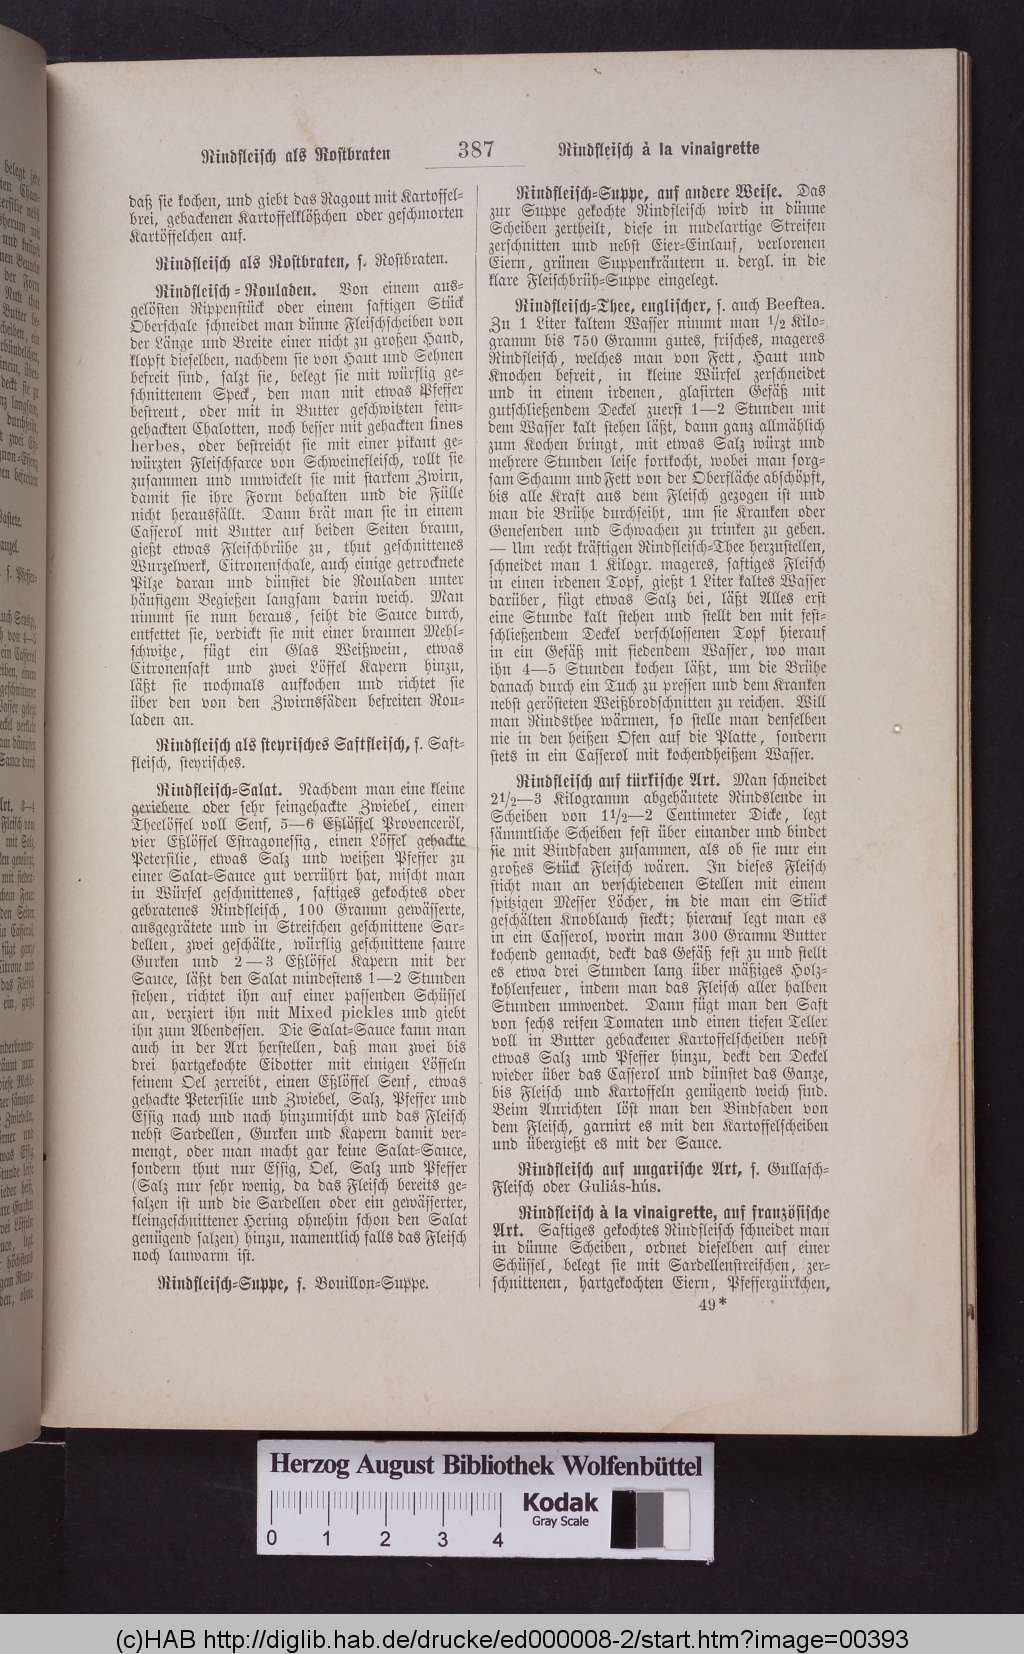 Rindfleisch als Rostbraten 387 Rindfleisch à la vinaigrette
daß sie kochen, und giebt das Ragout mit Kartoffel-
brei, gebackenen Kartoffelklößchen oder geschmorten
Kartöffelchen auf.
Rindfleisch als Rostbraten, s. Rostbraten.
Rindfleisch-Rouladen. Von einem aus-
gelösten Rippenstück oder einem saftigen Stück
Oberschale schneidet man dünne Fleischscheiben von
der Länge und Breite einer nicht zu großen Hand,
klopft dieselben, nachdem sie von Haut und Sehnen
befreit sind, salzt sie, belegt sie mit würflig ge-
schnittenem Speck, den man mit etwas Pfeffer
bestreut, oder mit in Butter geschwitzten fein-
gehackten Chalotten, noch besser mit gehackten fines
herbes, oder bestreicht sie mit einer pikant ge-
würzten Fleischfarce von Schweinefleisch, rollt sie
zusammen und umwickelt sie mit starkem Zwirn,
damit sie ihre Form behalten und die Fülle
nicht herausfällt. Dann brät man sie in einem
Casserol mit Butter auf beiden Seiten braun,
gießt etwas Fleischbrühe zu, thut geschnittenes
Wurzelwerk, Citronenschale, auch einige getrocknete
Pilze daran und dünstet die Rouladen unter
häufigem Begießen langsam darin weich. Man
nimmt sie nun heraus, seiht die Sauce durch,
entfettet sie, verdickt sie mit einer braunen Mehl-
schwitze, fügt ein Glas Weißwein, etwas
Citronensaft und zwei Löffel Kapern hinzu,
läßt sie nochmals aufkochen und richtet sie
über den von den Zwirnsfäden befreiten Rou-
laden an.
Rindfleisch als steyrisches Saftfleisch, s. Saft-
fleisch, steyrisches.
Rindfleisch-Salat. Nachdem man eine kleine
geriebene oder sehr feingehackte Zwiebel, einen
Theelöffel voll Senf, 5—6 Eßlöffel Provenceröl,
vier Eßlöffel Estragonessig, einen Löffel gehackte
Petersilie, etwas Salz und weißen Pfeffer zu
einer Salat-Sauce gut verrührt hat, mischt man
in Würfel geschnittenes, saftiges gekochtes oder
gebratenes Rindfleisch, 100 Gramm gewässerte,
ausgegrätete und in Streifchen geschnittene Sar-
dellen, zwei geschälte, würflig geschnittene saure
Gurken und 2—3 Eßlöffel Kapern mit der
Sauce, läßt den Salat mindestens 1—2 Stunden
stehen, richtet ihn auf einer passenden Schüssel
an, verziert ihn mit Mixed pickles und giebt
ihn zum Abendessen. Die Salat-Sauce kann man
auch in der Art herstellen, daß man zwei bis
drei hartgekochte Eidotter mit einigen Löffeln
feinem Oel zerreibt, einen Eßlöffel Senf, etwas
gehackte Petersilie und Zwiebel, Salz, Pfeffer und
Essig nach und nach hinzumischt und das Fleisch
nebst Sardellen, Gurken und Kapern damit ver-
mengt, oder man macht gar keine Salat-Sauce,
sondern thut nur Essig, Oel, Salz und Pfeffer
(Salz nur sehr wenig, da das Fleisch bereits ge-
salzen ist und die Sardellen oder ein gewässerter,
kleingeschnittener Hering ohnehin schon den Salat
genügend salzen) hinzu, namentlich falls das Fleisch
noch lauwarm ist.
Rindfleisch-Suppe, s. Bouillon-Suppe.
Rindfleisch-Suppe, auf andere Weise. Das
zur Suppe gekochte Rindfleisch wird in dünne
Scheiben zertheilt, diese in nudelartige Streifen
zerschnitten und nebst Eier-Einlauf, verlorenen
Eiern, grünen Suppenkräutern u. dergl. in die
klare Fleischbrüh-Suppe eingelegt.
Rindfleisch-Thee, englischer, s. auch Beeftea.
Zu 1 Liter kaltem Wasser nimmt man 1/2 Kilo-
gramm bis 750 Gramm gutes, frisches, mageres
Rindfleisch, welches man von Fett, Haut und
Knochen befreit, in kleine Würfel zerschneidet
und in einem irdenen, glasirten Gefäß mit
gutschließendem Deckel zuerst 1—2 Stunden mit
dem Wasser kalt stehen läßt, dann ganz allmählich
zum Kochen bringt, mit etwas Salz würzt und
mehrere Stunden leise fortkocht, wobei man sorg-
sam Schaum und Fett von der Oberfläche abschöpft,
bis alle Kraft aus dem Fleisch gezogen ist und
man die Brühe durchseiht, um sie Kranken oder
Genesenden und Schwachen zu trinken zu geben.
— Um recht kräftigen Rindfleisch-Thee herzustellen,
schneidet man 1 Kilogr. mageres, saftiges Fleisch
in einen irdenen Topf, gießt 1 Liter kaltes Wasser
darüber, fügt etwas Salz bei, läßt Alles erst
eine Stunde kalt stehen und stellt den mit fest-
schließendem Deckel verschlossenen Topf hierauf
in ein Gefäß mit siedendem Wasser, wo man
ihn 4—5 Stunden kochen läßt, um die Brühe
danach durch ein Tuch zu pressen und dem Kranken
nebst gerösteten Weißbrodschnitten zu reichen. Will
man Rindsthee wärmen, so stelle man denselben
nie in den heißen Ofen auf die Platte, sondern
stets in ein Casserol mit kochendheißem Wasser.
Rindfleisch auf türkische Art. Man schneidet
21/2—3 Kilogramm abgehäutete Rindslende in
Scheiben von 11/2—2 Centimeter Dicke, legt
sämmtliche Scheiben fest über einander und bindet
sie mit Bindfaden zusammen, als ob sie nur ein
großes Stück Fleisch wären. In dieses Fleisch
sticht man an verschiedenen Stellen mit einem
spitzigen Messer Löcher, in die man ein Stück
geschälten Knoblauch steckt; hierauf legt man es
in ein Casserol, worin man 300 Gramm Butter
kochend gemacht, deckt das Gefäß fest zu und stellt
es etwa drei Stunden lang über mäßiges Holz-
kohlenfeuer, indem man das Fleisch aller halben
Stunden umwendet. Dann fügt man den Saft
von sechs reifen Tomaten und einen tiefen Teller
voll in Butter gebackener Kartoffelscheiben nebst
etwas Salz und Pfeffer hinzu, deckt den Deckel
wieder über das Casserol und dünstet das Ganze,
bis Fleisch und Kartoffeln genügend weich sind.
Beim Anrichten löst man den Bindfaden von
dem Fleisch, garnirt es mit den Kartoffelscheiben
und übergießt es mit der Sauce.
Rindfleisch auf ungarische Art, s. Gullasch-
Fleisch oder Guliás-hús.
Rindfleisch à la vinaigrette, auf französische
Art. Saftiges gekochtes Rindfleisch schneidet man
in dünne Scheiben, ordnet dieselben auf einer
Schüssel, belegt sie mit Sardellenstreifchen, zer-
schnittenen, hartgekochten Eiern, Pfeffergürkchen,
49*
Herzog August Bibliothek Wolfenbüttel
0 1 2 3 4
Kodak
Gray Scale
(c)HAB http://diglib.hab.de/drucke/ed000008-2/start.htm?image=00393